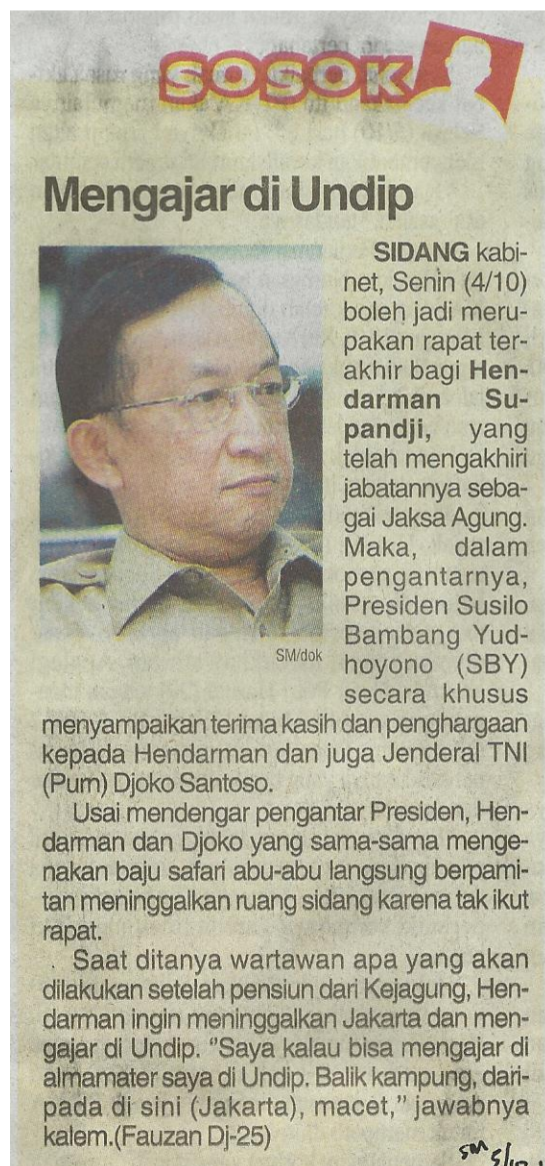 SOSOK
Mengajar di Undip
SIDANG kabi-
net, Senin (4/10)
boleh jadi meru-
pakan rapat ter-
akhir bagi Hen-
darman Su-
pandji, yang
telah mengakhiri
jabatannya seba-
gai Jaksa Agung.
Maka, dalam
pengantarnya,
Presiden Susilo
Bambang Yud-
hoyono (SBY)
secara khusus
SM/dok
menyampaikan terima kasih dan penghargaan
kepada Hendarman dan juga Jenderal TNI
(Purn) Djoko Santoso.
Usai mendengar pengantar Presiden, Hen-
darman dan Djoko yang sama-sama menge-
nakan baju safari abu-abu langsung berpami-
tan meninggalkan ruang sidang karena tak ikut
rapat.
Saat ditanya wartawan apa yang akan
dilakukan setelah pensiun dari Kejagung, Hen-
darman ingin meninggalkan Jakarta dan men-
gajar di Undip. "Saya kalau bisa mengajar di
almamater saya di Undip. Balik kampung, dari-
pada di sini (Jakarta), macet," jawabnya
kalem.(Fauzan Dj-25)
SM